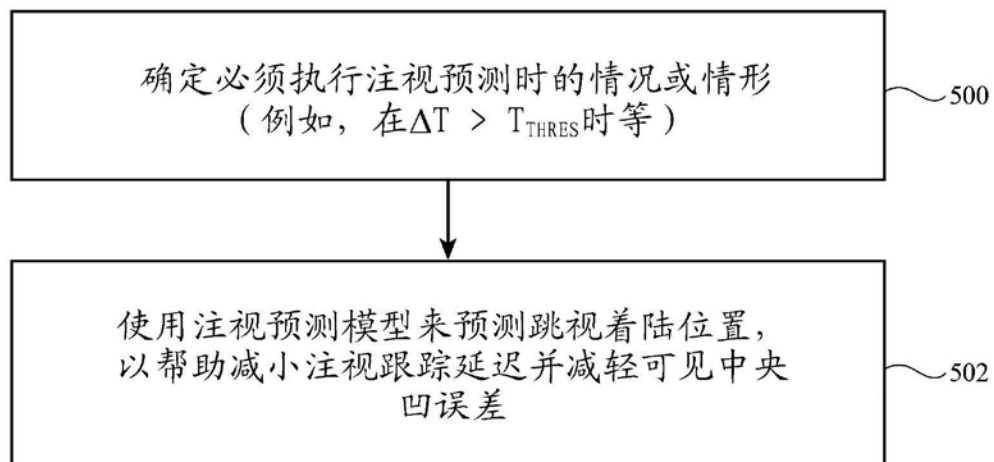 确定必须执行注视预测时的情况或情形
(例如, 在ΔT > T_THRES时等)
500
使用注视预测模型来预测跳视着陆位置,
以帮助减小注视跟踪延迟并减轻可见中央
凹误差
502